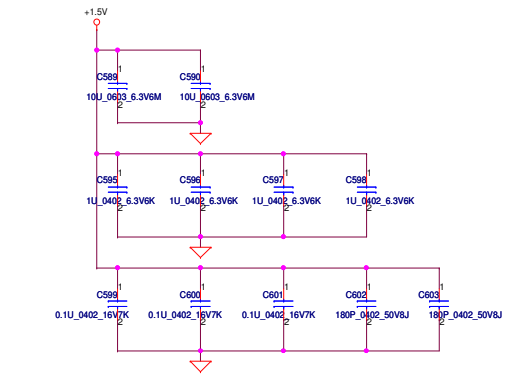 +1.5V
1 1
C589 C590
10U_0603_6.3V6M 10U_0603_6.3V6M
2 2
1 1 1 1
C595 C596 C597 C598
1U_0402_6.3V6K 1U_0402_6.3V6K 1U_0402_6.3V6K 1U_0402_6.3V6K
2 2 2 2
1 1 1 1 1
C599 C600 C601 C602 C603
0.1U_0402_16V7K 0.1U_0402_16V7K 0.1U_0402_16V7K 180P_0402_50V8J 180P_0402_50V8J
2 2 2 2 2